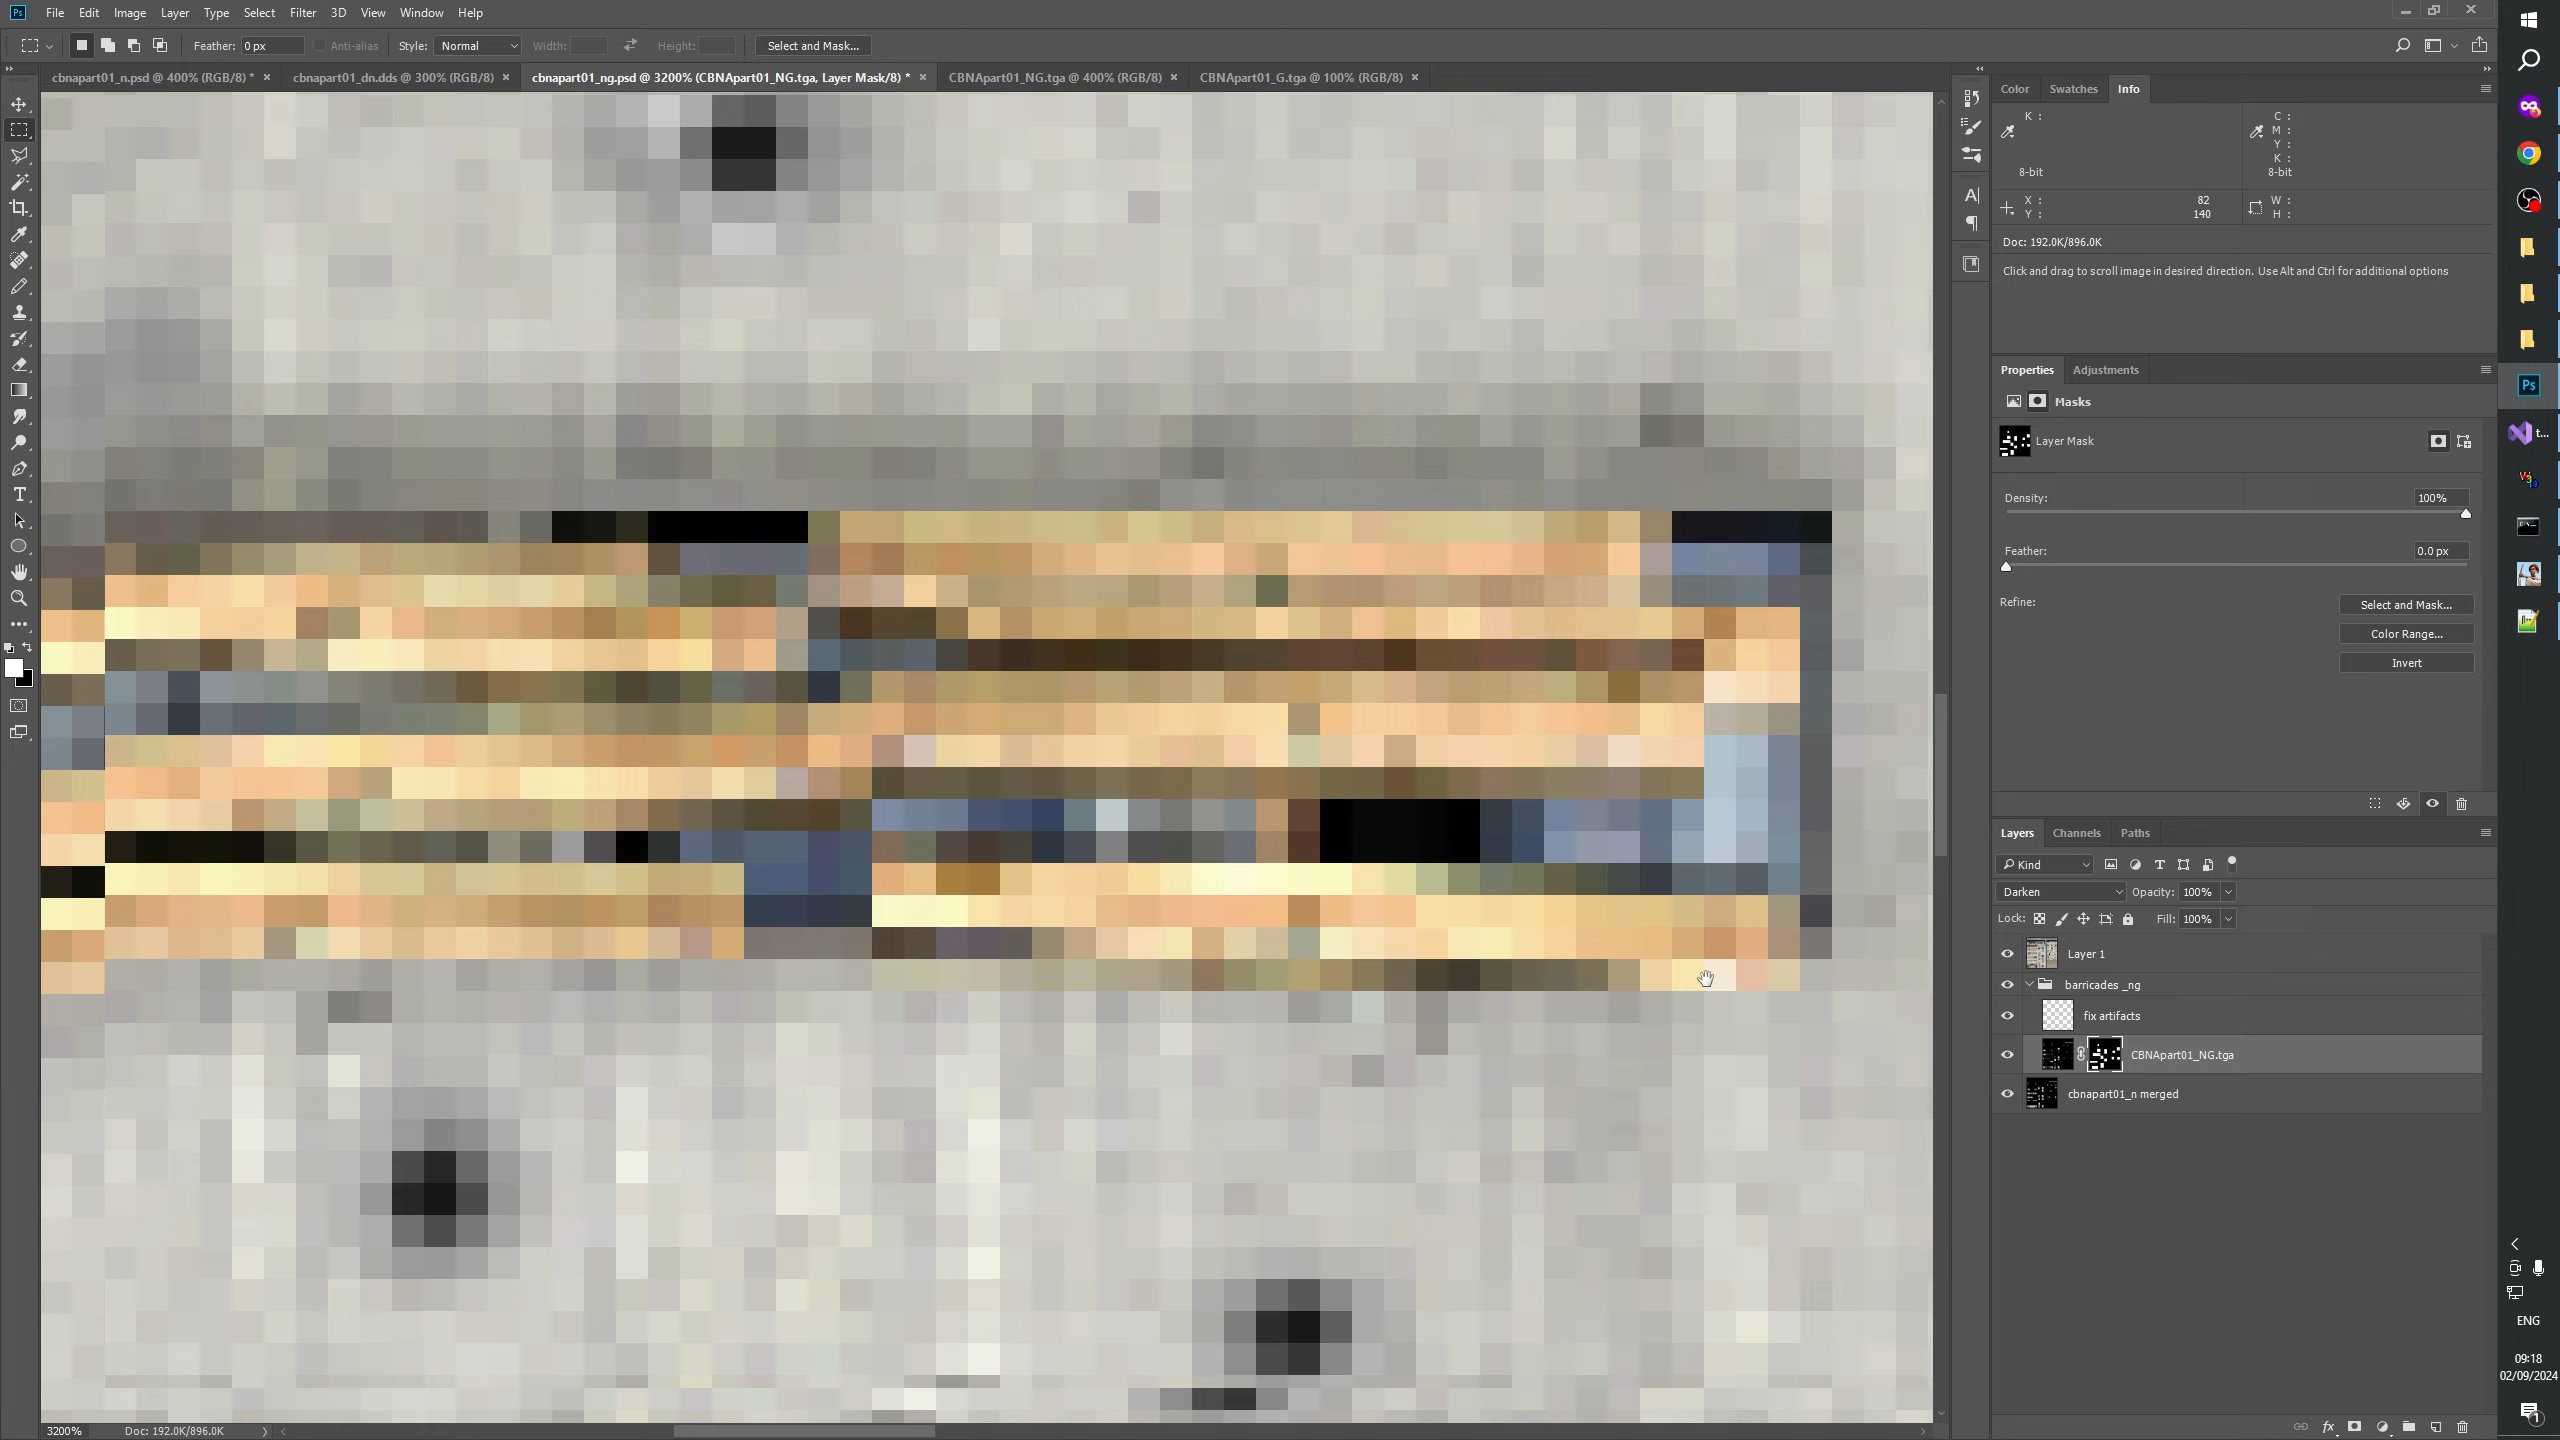 Ps File Edit Image Layer Type Select Filter 3D View Window Help
Feather: 0 px Anti-alias Style: Normal Width: Height: Select and Mask...
cbnapart01_n.psd @ 400% (RGB/8) * × cbnapart01_dn.dds @ 300% (RGB/8) × cbnapart01_ng.psd @ 3200% (CBNApart01_NG.tga, Layer Mask/8) * × CBNApart01_NG.tga @ 400% (RGB/8) × CBNApart01_G.tga @ 100% (RGB/8) ×
Color Swatches Info
K : C :
M :
Y :
K :
8-bit 8-bit
X : 82 W :
Y : 140 H :
Doc: 192.0K/896.0K
Click and drag to scroll image in desired direction. Use Alt and Ctrl for additional options
Properties Adjustments
Ps
Masks
Layer Mask
t...
Density: 100%
Feather: 0.0 px
Refine: Select and Mask...
Color Range...
Invert
Layers Channels Paths
Kind
Darken Opacity: 100%
Lock: Fill: 100%
Layer 1
barricades _ng
fix artifacts
CBNApart01_NG.tga
cbnapart01_n merged
ENG
09:18
02/09/2024
1
3200% Doc: 192.0K/896.0K